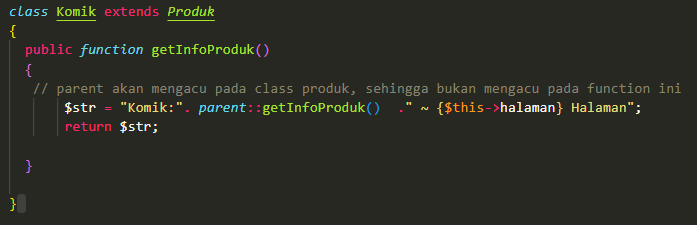 class Komik extends Produk
{
public function getInfoProduk()
{
// parent akan mengacu pada class produk, sehingga bukan mengacu pada function ini
$str = "Komik:". parent::getInfoProduk()  ." ~ {$this->halaman} Halaman";
return $str;
}
}